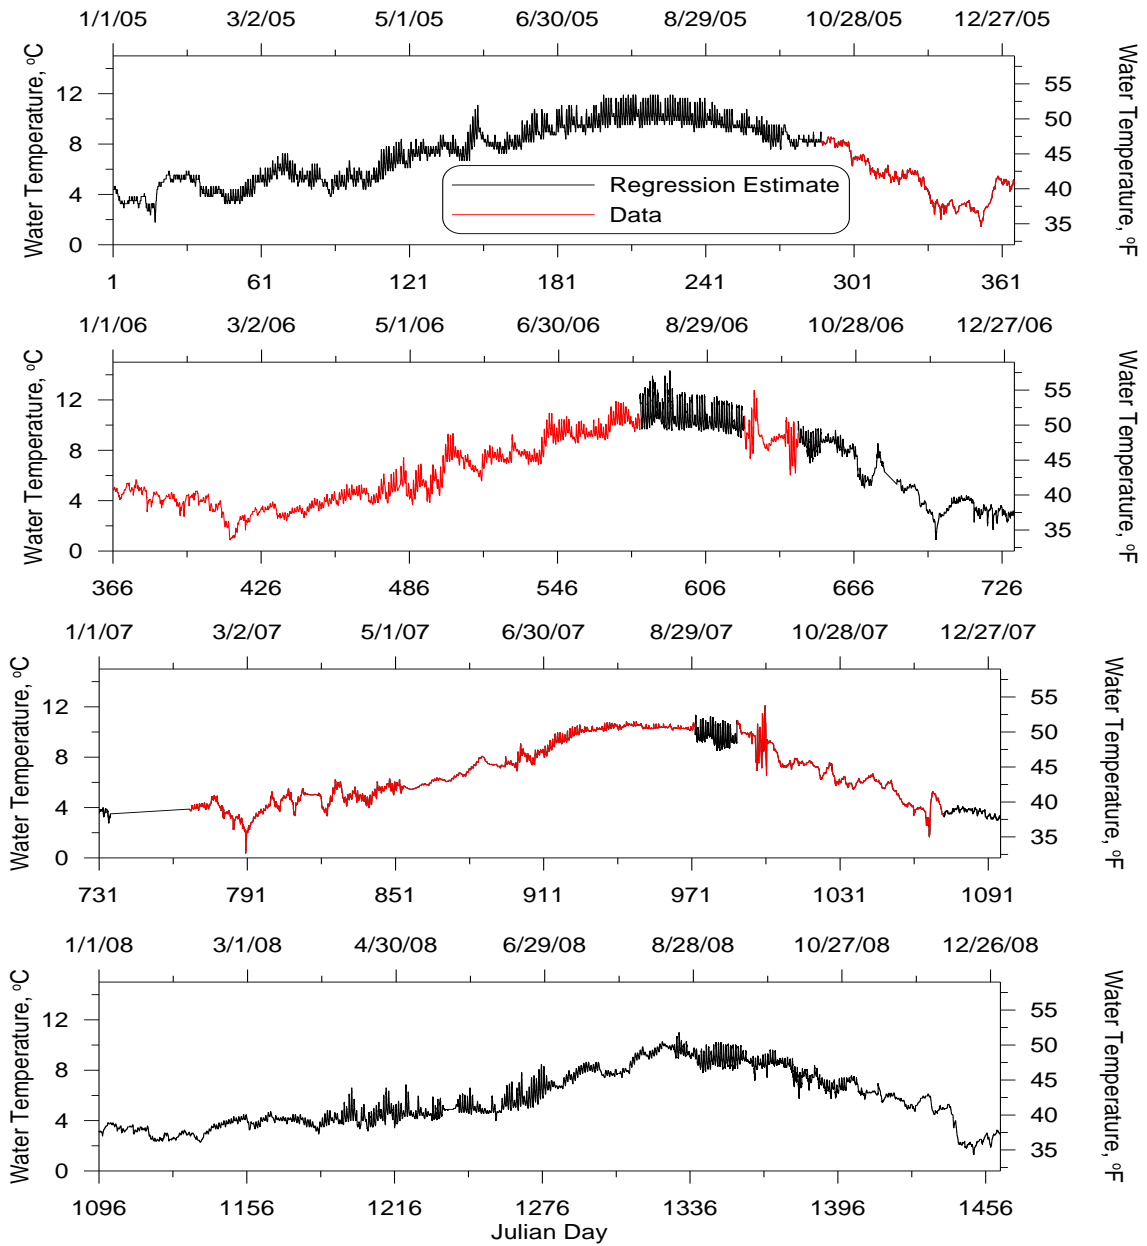 1/1/05 3/2/05 5/1/05 6/30/05 8/29/05 10/28/05 12/27/05
Water Temperature, ºC
12
8
4
0
55
50
45
40
35
Water Temperature, ºF
Regression Estimate
Data
1 61 121 181 241 301 361
1/1/06 3/2/06 5/1/06 6/30/06 8/29/06 10/28/06 12/27/06
Water Temperature, ºC
12
8
4
0
55
50
45
40
35
Water Temperature, ºF
366 426 486 546 606 666 726
1/1/07 3/2/07 5/1/07 6/30/07 8/29/07 10/28/07 12/27/07
Water Temperature, ºC
12
8
4
0
55
50
45
40
35
Water Temperature, ºF
731 791 851 911 971 1031 1091
1/1/08 3/1/08 4/30/08 6/29/08 8/28/08 10/27/08 12/26/08
Water Temperature, ºC
12
8
4
0
55
50
45
40
35
Water Temperature, ºF
1096 1156 1216 1276 1336 1396 1456
Julian Day